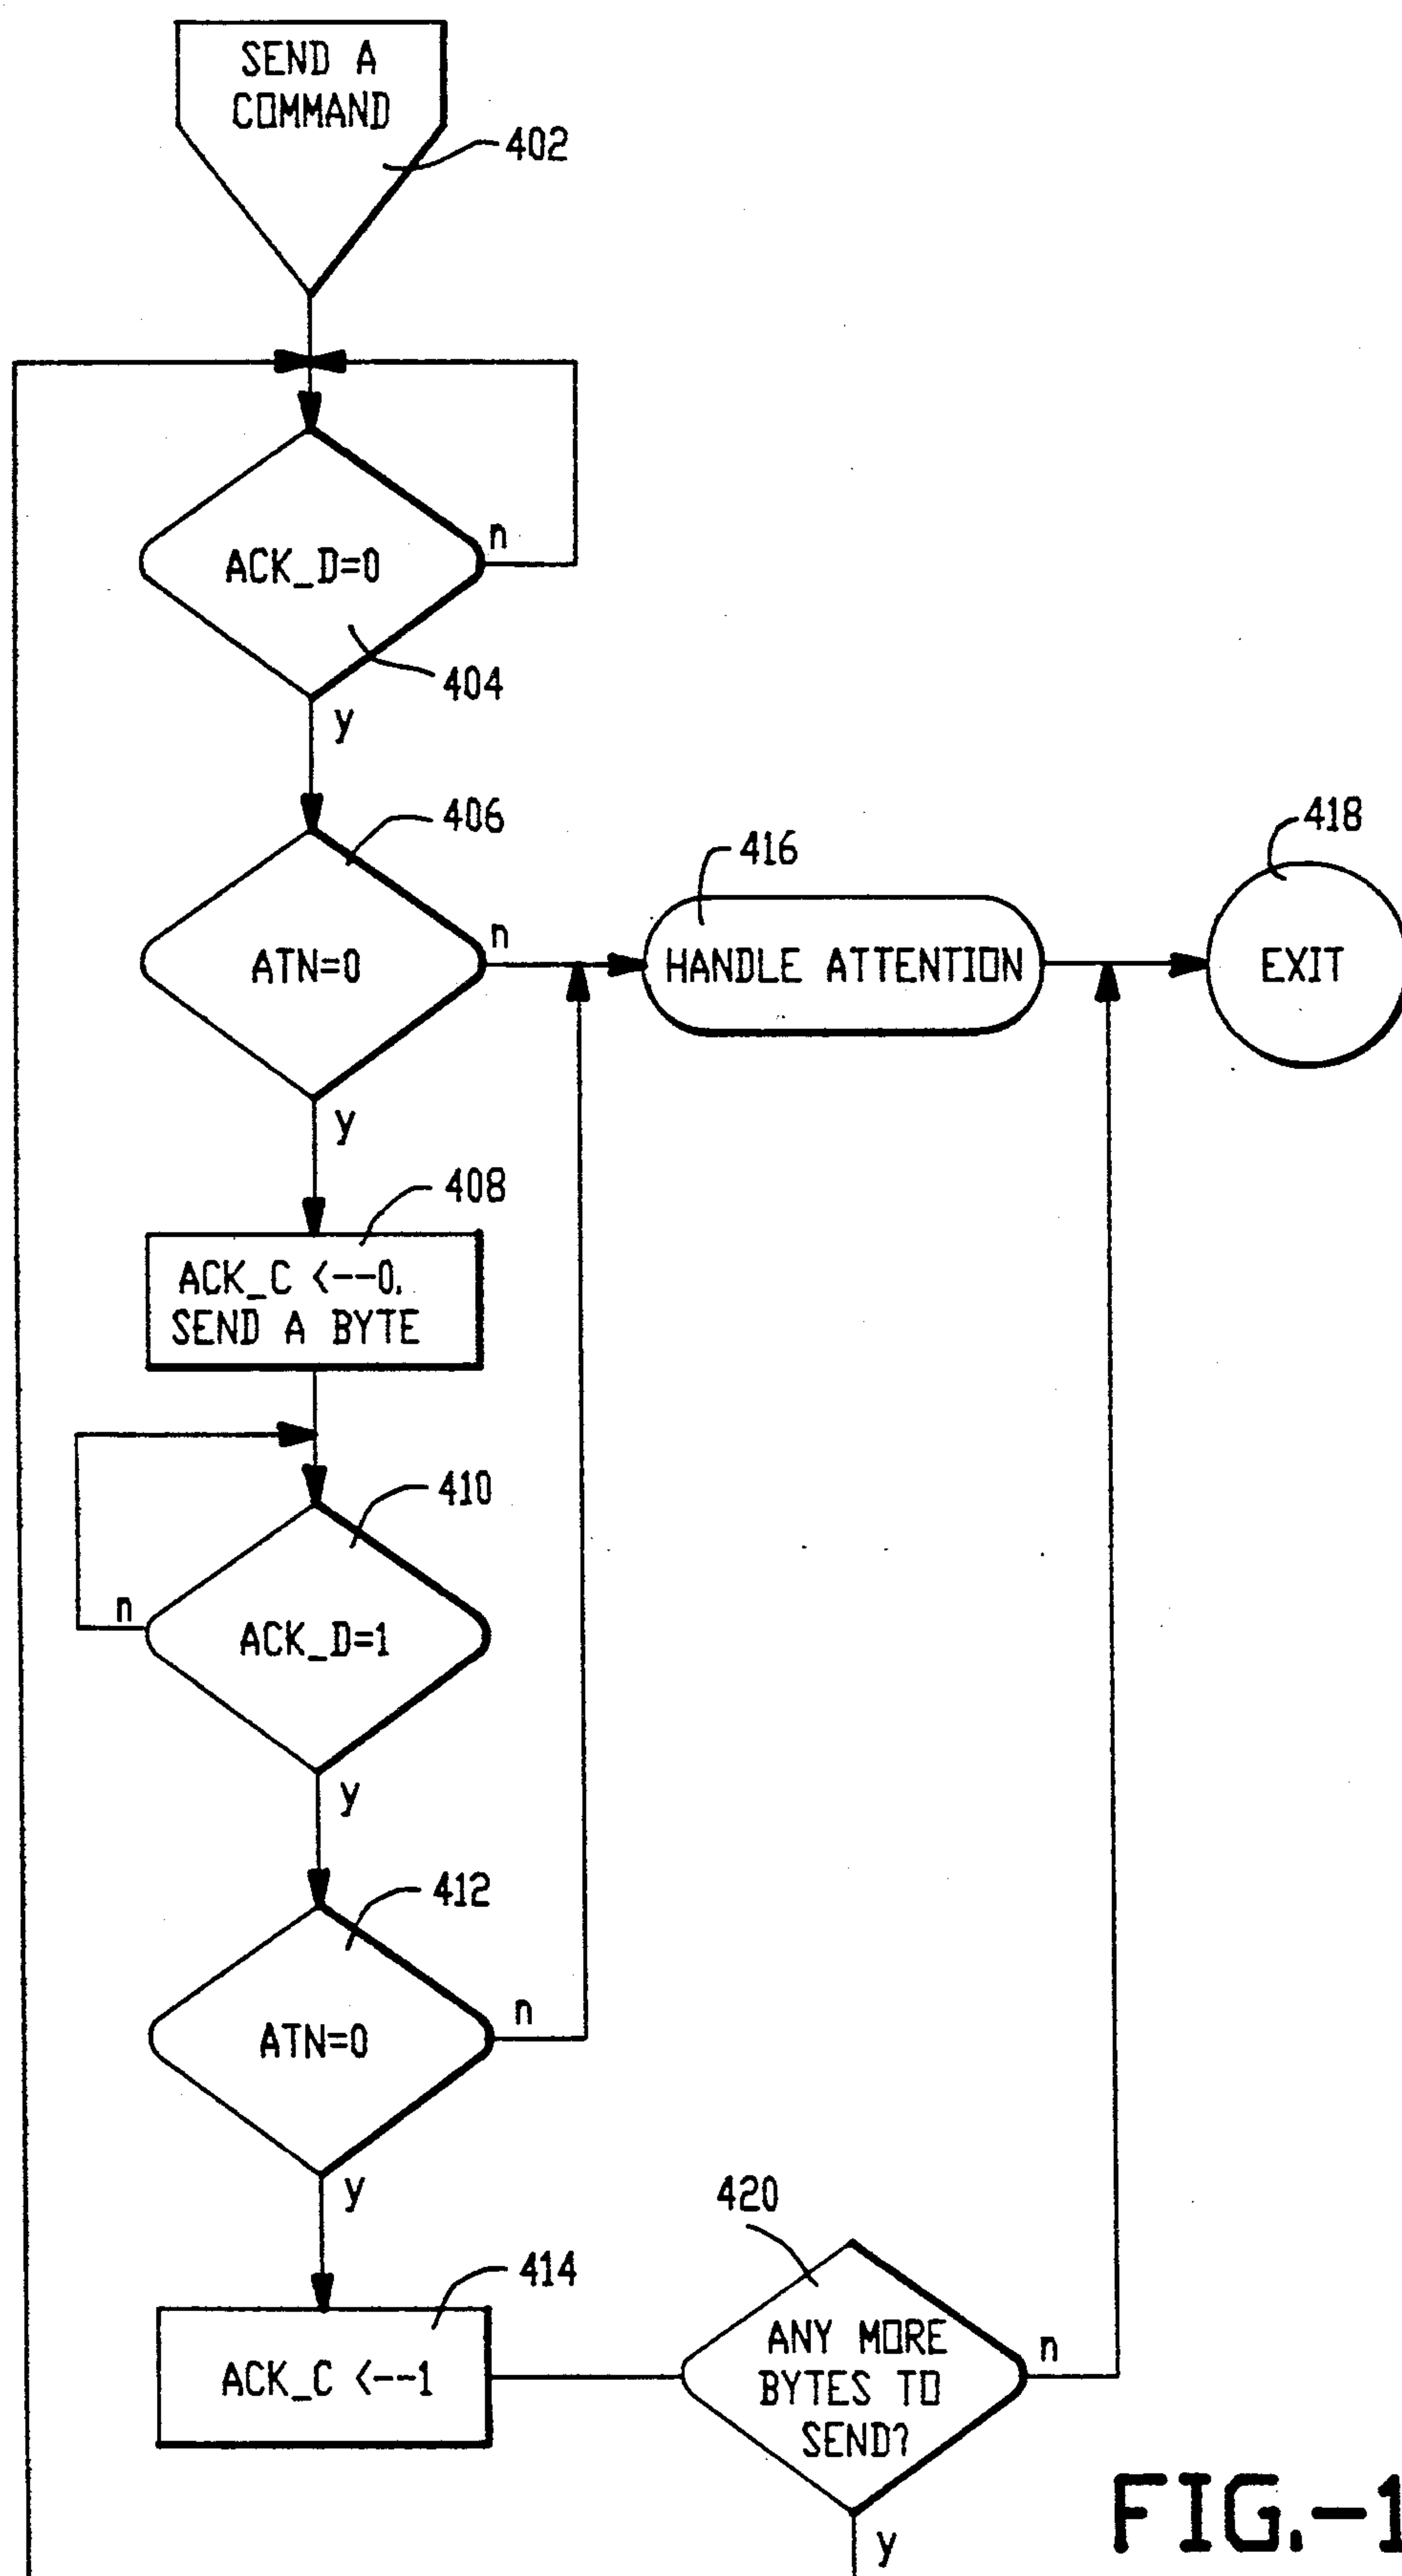 SEND A
COMMAND
402
ACK_D=0
n
404
y
406
ATN=0
n
416
HANDLE ATTENTION
418
EXIT
y
408
ACK_C <--0,
SEND A BYTE
410
n
ACK_D=1
y
412
ATN=0
n
y
414
ACK_C <--1
420
ANY MORE
BYTES TO
SEND?
n
y
FIG.-1